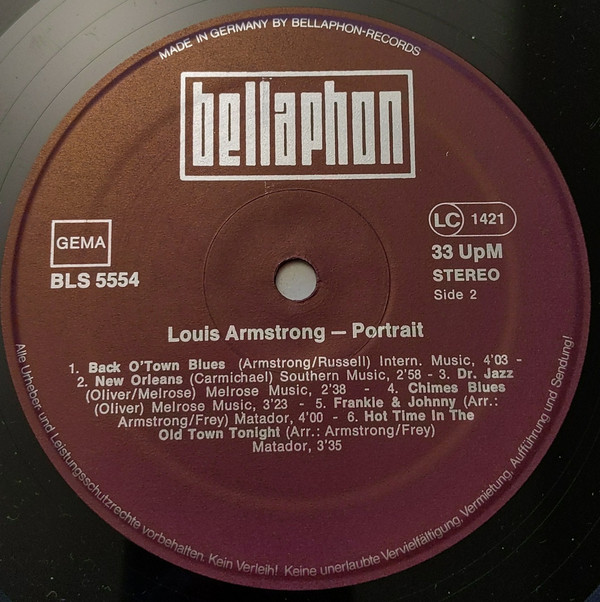 MADE IN GERMANY BY BELLAPHON-RECORDS
bellaphon
GEMA
BLS 5554
LC 1421
33 UpM
STEREO
Side 2
Louis Armstrong – Portrait
1. Back O'Town Blues (Armstrong/Russell) Intern. Music, 4'03 -
2. New Orleans (Carmichael) Southern Music, 2'58 - 3. Dr. Jazz
(Oliver/Melrose) Melrose Music, 2'38 - 4. Chimes Blues
(Oliver) Melrose Music, 3'23 - 5. Frankie & Johnny (Arr.:
Armstrong/Frey) Matador, 4'00 - 6. Hot Time In The
Old Town Tonight (Arr.: Armstrong/Frey)
Matador, 3'35
Alle Urheber- und Leistungsschutzrechte vorbehalten. Kein Verleih! Keine unerlaubte Vervielfältigung, Vermietung, Aufführung und Sendung!